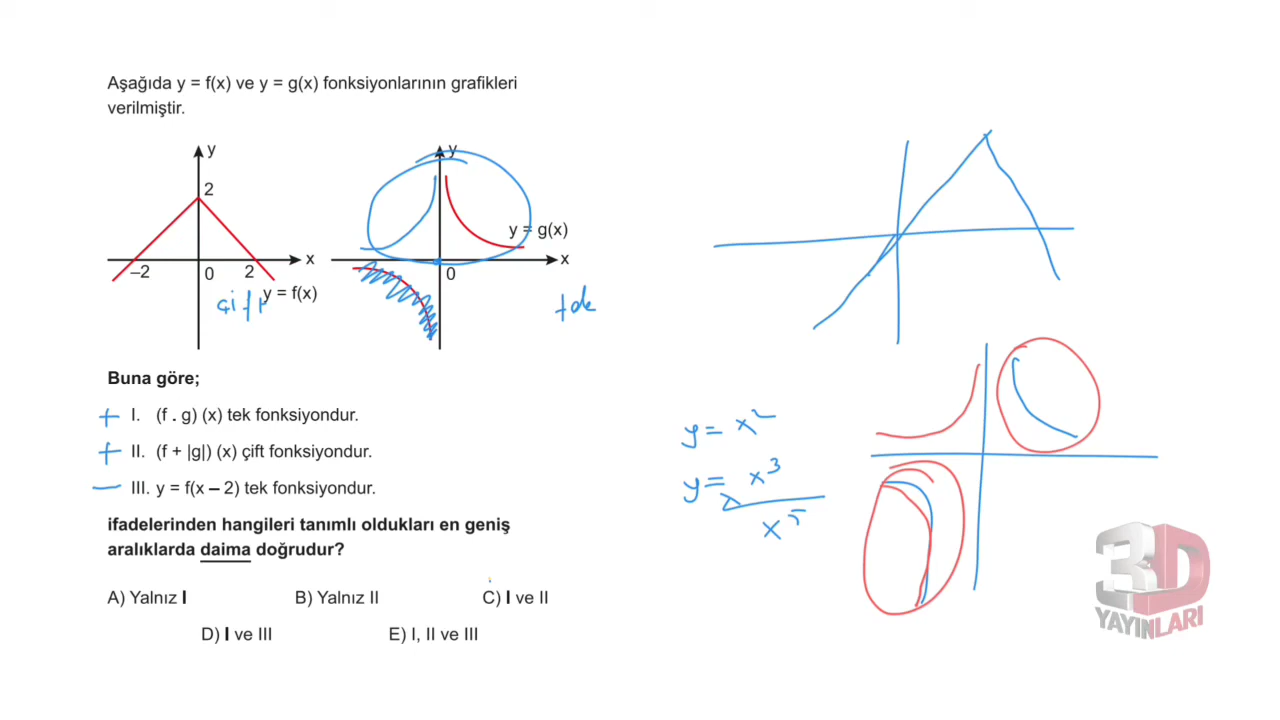 Aşağıda y = f(x) ve y = g(x) fonksiyonlarının grafikleri
verilmiştir.
y
2
–2
0
2
x
y = f(x)
çift
y
y = g(x)
x
0
tek
Buna göre;
+ I. (f . g) (x) tek fonksiyondur.
+ II. (f + |g|) (x) çift fonksiyondur.
– III. y = f(x – 2) tek fonksiyondur.
ifadelerinden hangileri tanımlı oldukları en geniş
aralıklarda daima doğrudur?
A) Yalnız I B) Yalnız II C) I ve II
D) I ve III E) I, II ve III
y = x²
y = x³
x⁵
3D
YAYINLARI